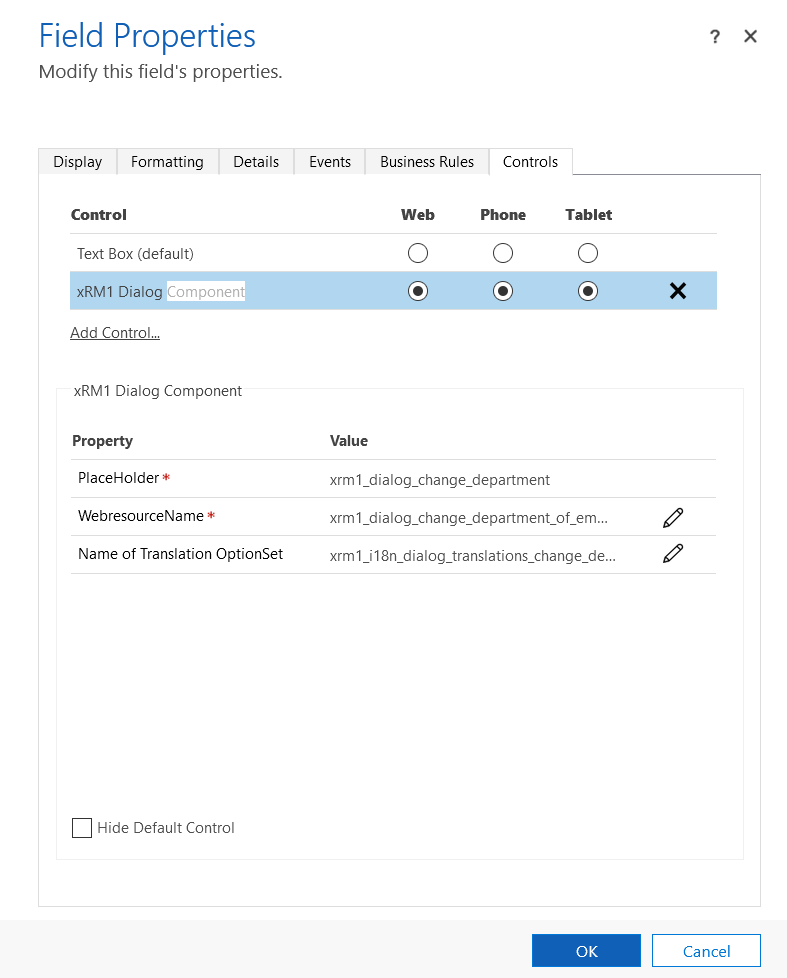 Field Properties
?
Modify this field's properties.
Display Formatting Details Events Business Rules Controls
Control Web Phone Tablet
Text Box (default)
xRM1 Dialog Component
Add Control...
xRM1 Dialog Component
Property Value
PlaceHolder * xrm1_dialog_change_department
WebresourceName * xrm1_dialog_change_department_of_em...
Name of Translation OptionSet xrm1_i18n_dialog_translations_change_de...
Hide Default Control
OK Cancel